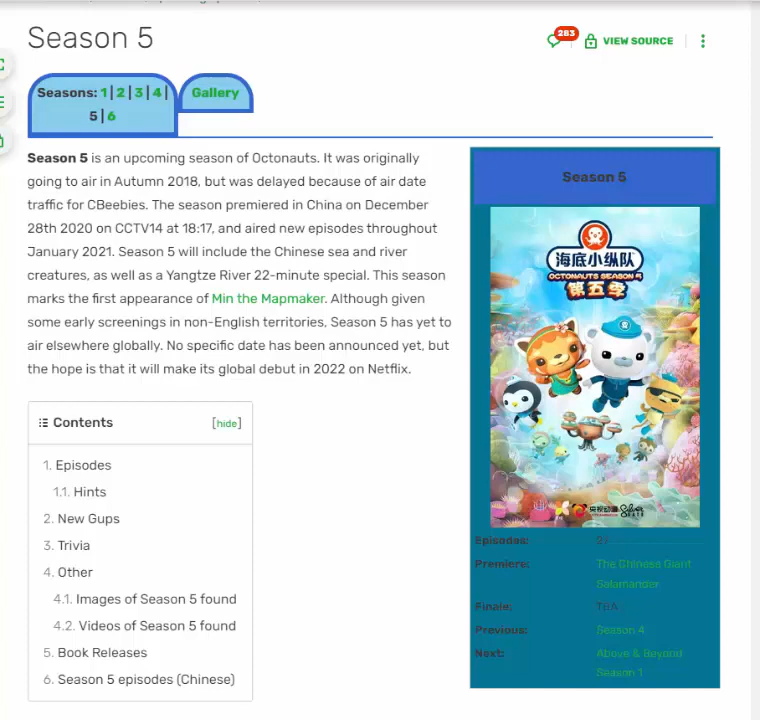 Season 5
283
VIEW SOURCE
Seasons: 1 | 2 | 3 | 4 |
5 | 6
Gallery
Season 5 is an upcoming season of Octonauts. It was originally
going to air in Autumn 2018, but was delayed because of air date
traffic for CBeebies. The season premiered in China on December
28th 2020 on CCTV14 at 18:17, and aired new episodes throughout
January 2021. Season 5 will include the Chinese sea and river
creatures, as well as a Yangtze River 22-minute special. This season
marks the first appearance of Min the Mapmaker. Although given
some early screenings in non-English territories, Season 5 has yet to
air elsewhere globally. No specific date has been announced yet, but
the hope is that it will make its global debut in 2022 on Netflix.
Contents [hide]
1. Episodes
1.1. Hints
2. New Gups
3. Trivia
4. Other
4.1. Images of Season 5 found
4.2. Videos of Season 5 found
5. Book Releases
6. Season 5 episodes (Chinese)
Season 5
海底小纵队
OCTONAUTS SEASON 5
第五季
央视动漫
Episodes:
Premiere: The Chinese Giant
Salamander
Finale: TBA
Previous: Season 4
Next: Above & Beyond
Season 1